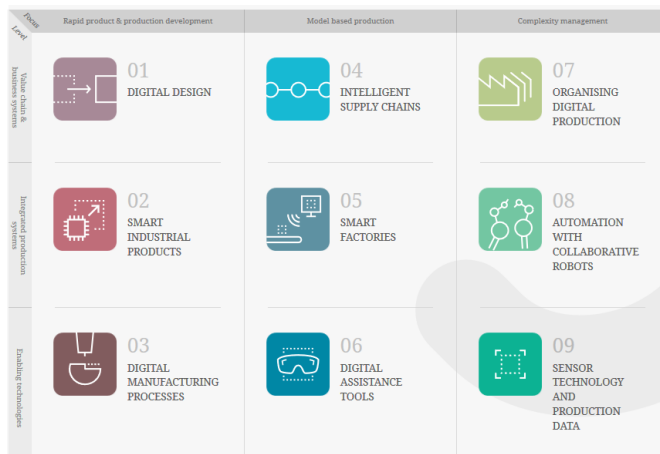 Focus
Level
Rapid product & production development
Model based production
Complexity management
Value chain &
business systems
01
DIGITAL DESIGN
04
INTELLIGENT
SUPPLY CHAINS
07
ORGANISING
DIGITAL
PRODUCTION
Integrated production
systems
02
SMART
INDUSTRIAL
PRODUCTS
05
SMART
FACTORIES
08
AUTOMATION
WITH
COLLABORATIVE
ROBOTS
Enabling technologies
03
DIGITAL
MANUFACTURING
PROCESSES
06
DIGITAL
ASSISTANCE
TOOLS
09
SENSOR
TECHNOLOGY
AND
PRODUCTION
DATA